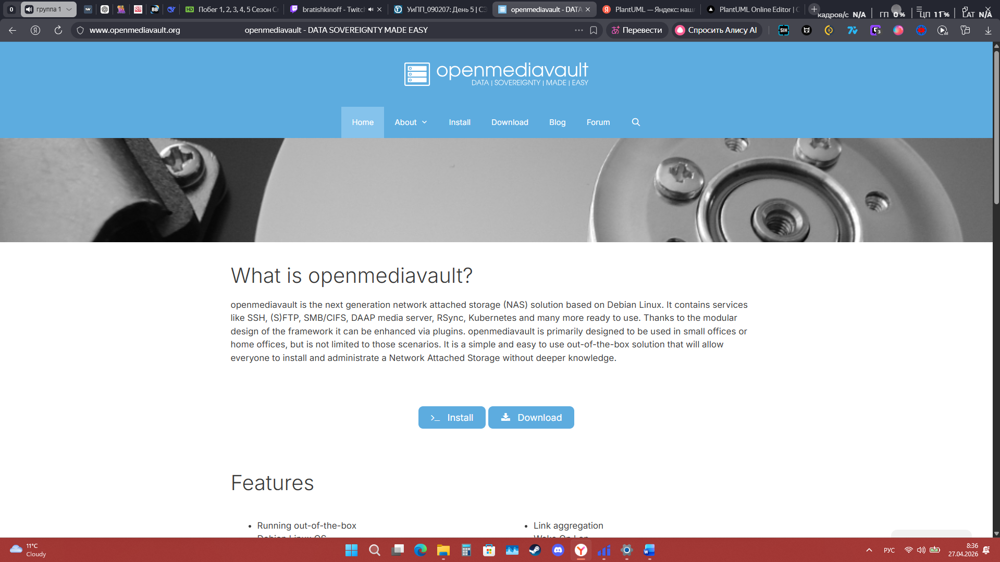 0
группа 1
Побег 1, 2, 3, 4, 5 Сезон С
bratishkinoff - Twitch
УиПП_090207: День 5 | СЭ
openmediavault - DATA
PlantUML — Яндекс: наш
PlantUML Online Editor |
кадров/с N/A
ГП 0%
ЦП 11%
LAT N/A
www.openmediavault.org
openmediavault - DATA SOVEREIGNTY MADE EASY
Перевести
Спросить Алису AI
openmediavault
DATA | SOVEREIGNTY | MADE | EASY
Home
About
Install
Download
Blog
Forum
What is openmediavault?
openmediavault is the next generation network attached storage (NAS) solution based on Debian Linux. It contains services
like SSH, (S)FTP, SMB/CIFS, DAAP media server, RSync, Kubernetes and many more ready to use. Thanks to the modular
design of the framework it can be enhanced via plugins. openmediavault is primarily designed to be used in small offices or
home offices, but is not limited to those scenarios. It is a simple and easy to use out-of-the-box solution that will allow
everyone to install and administrate a Network Attached Storage without deeper knowledge.
Install
Download
Features
Running out-of-the-box
Link aggregation
11°C
Cloudy
РУС
8:36
27.04.2026